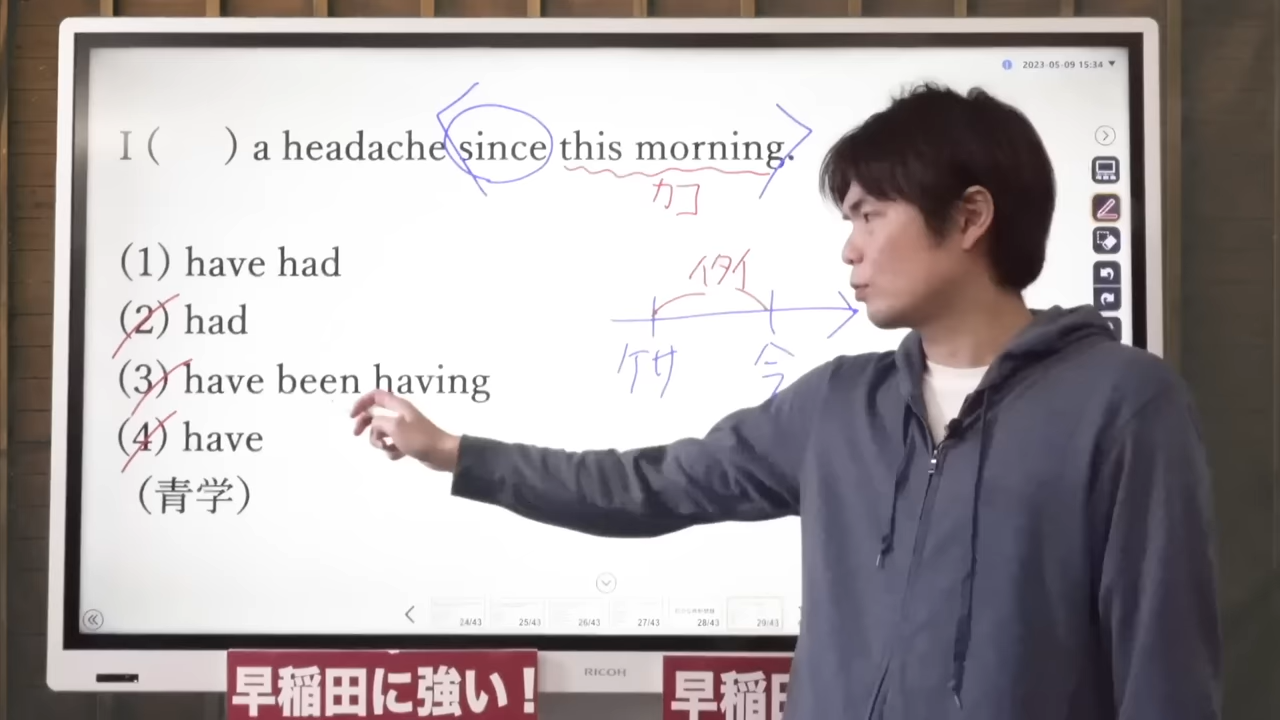 2023-05-09 15:34
I (　　) a headache since this morning.
カコ
(1) have had
イタイ
(2) had
ケサ
今
(3) have been having
(4) have
(青学)
24/43
25/43
26/43
27/43
28/43
29/43
RICOH
早稲田に強い！
早稲田